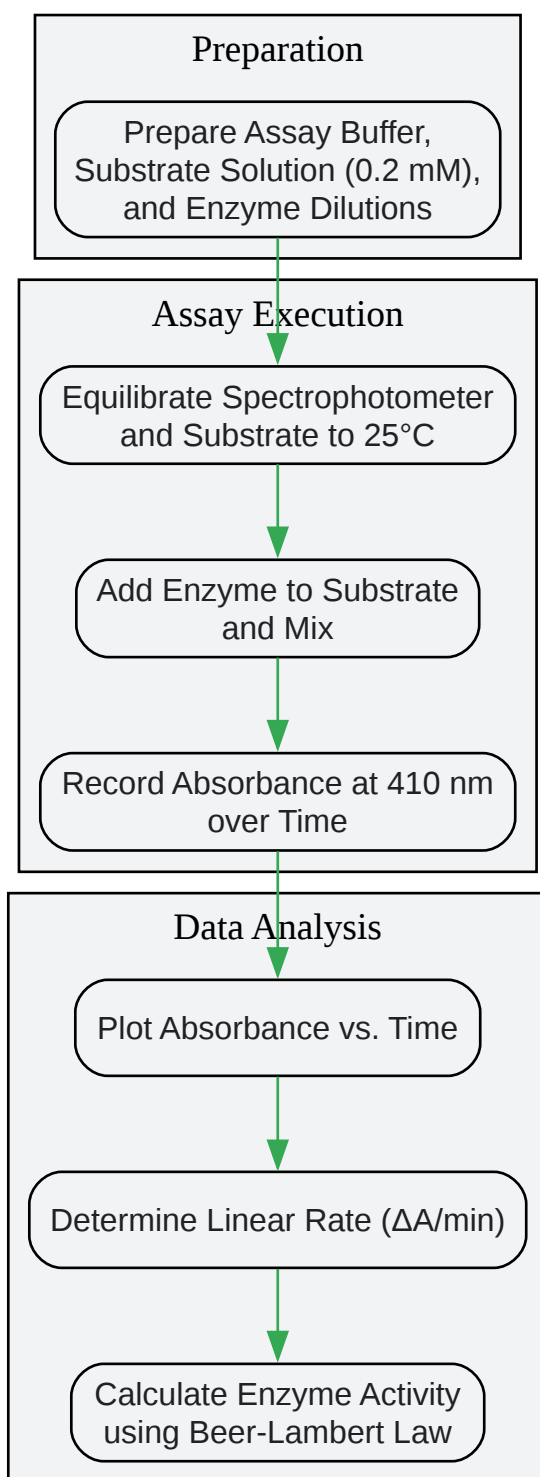 Preparation
Prepare Assay Buffer,
Substrate Solution (0.2 mM),
and Enzyme Dilutions
Assay Execution
Equilibrate Spectrophotometer
and Substrate to 25°C
Add Enzyme to Substrate
and Mix
Record Absorbance at 410 nm
over Time
Data Analysis
Plot Absorbance vs. Time
Determine Linear Rate (ΔA/min)
Calculate Enzyme Activity
using Beer-Lambert Law